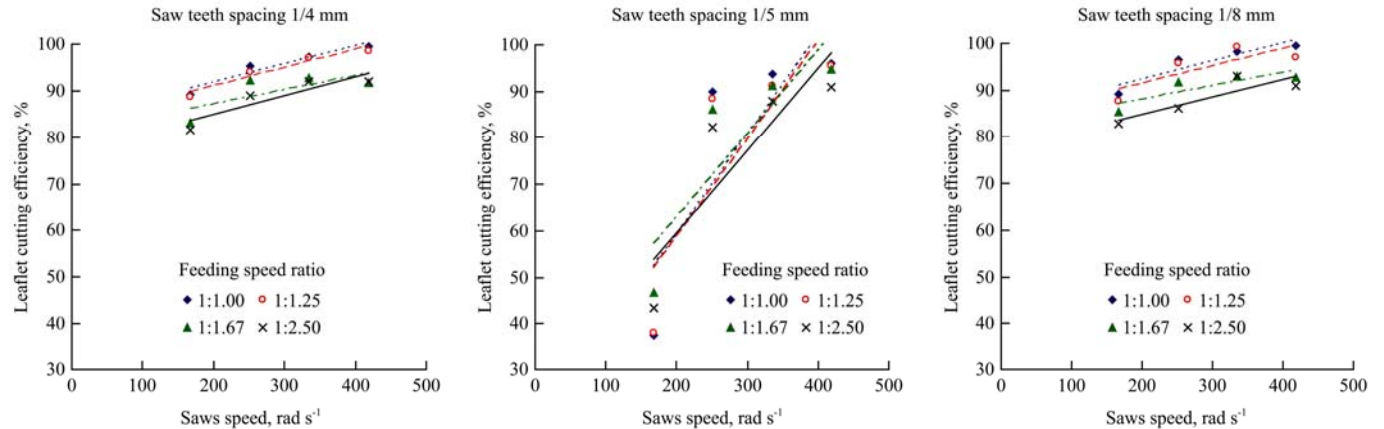 Saw teeth spacing 1/4 mm
Leaflet cutting efficiency, %
100
90
80
70
60
50
40
30
Feeding speed ratio
1:1.00 1:1.25
1:1.67 1:2.50
0 100 200 300 400 500
Saws speed, rad s⁻¹
Saw teeth spacing 1/5 mm
Leaflet cutting efficiency, %
100
90
80
70
60
50
40
30
Feeding speed ratio
1:1.00 1:1.25
1:1.67 1:2.50
0 100 200 300 400 500
Saws speed, rad s⁻¹
Saw teeth spacing 1/8 mm
Leaflet cutting efficiency, %
100
90
80
70
60
50
40
30
Feeding speed ratio
1:1.00 1:1.25
1:1.67 1:2.50
0 100 200 300 400 500
Saws speed, rad s⁻¹